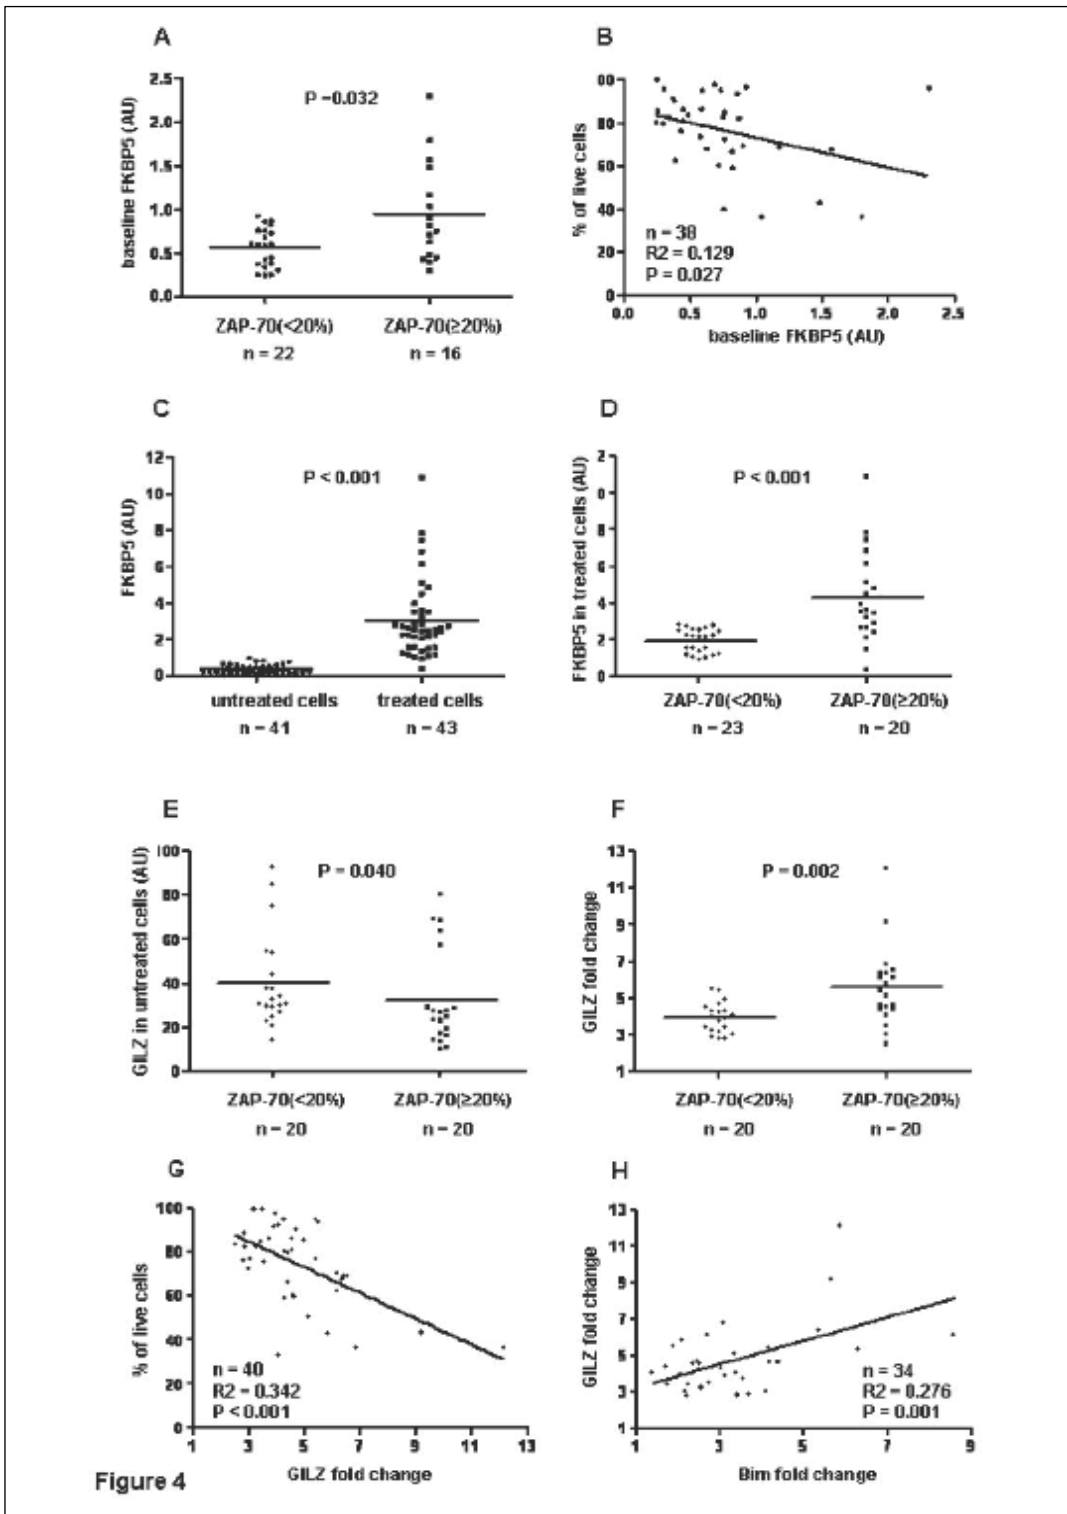 A
P =0.032
baseline FKBP5 (AU)
2.5
2.0
1.5
1.0
0.5
0.0
ZAP-70(<20%) ZAP-70(≥20%)
n = 22 n = 16
B
% of live cells
00
80
60
40
20
0
n = 38
R2 = 0.129
P = 0.027
0.0 0.5 1.0 1.5 2.0 2.5
baseline FKBP5 (AU)
C
P < 0.001
FKBP5 (AU)
12
10
8
6
4
2
0
untreated cells treated cells
n = 41 n = 43
D
P < 0.001
FKBP5 in treated cells (AU)
2
0
8
6
4
2
0
ZAP-70(<20%) ZAP-70(≥20%)
n = 23 n = 20
E
P = 0.040
GILZ in untreated cells (AU)
100
80
60
40
20
0
ZAP-70(<20%) ZAP-70(≥20%)
n = 20 n = 20
F
P = 0.002
GILZ fold change
13
11
9
7
5
3
1
ZAP-70(<20%) ZAP-70(≥20%)
n = 20 n = 20
G
% of live cells
100
80
60
40
20
0
n = 40
R2 = 0.342
P < 0.001
1 3 5 7 9 11 13
GILZ fold change
H
GILZ fold change
13
11
9
7
5
3
1
n = 34
R2 = 0.276
P = 0.001
1 3 5 7 9
Bim fold change
Figure 4